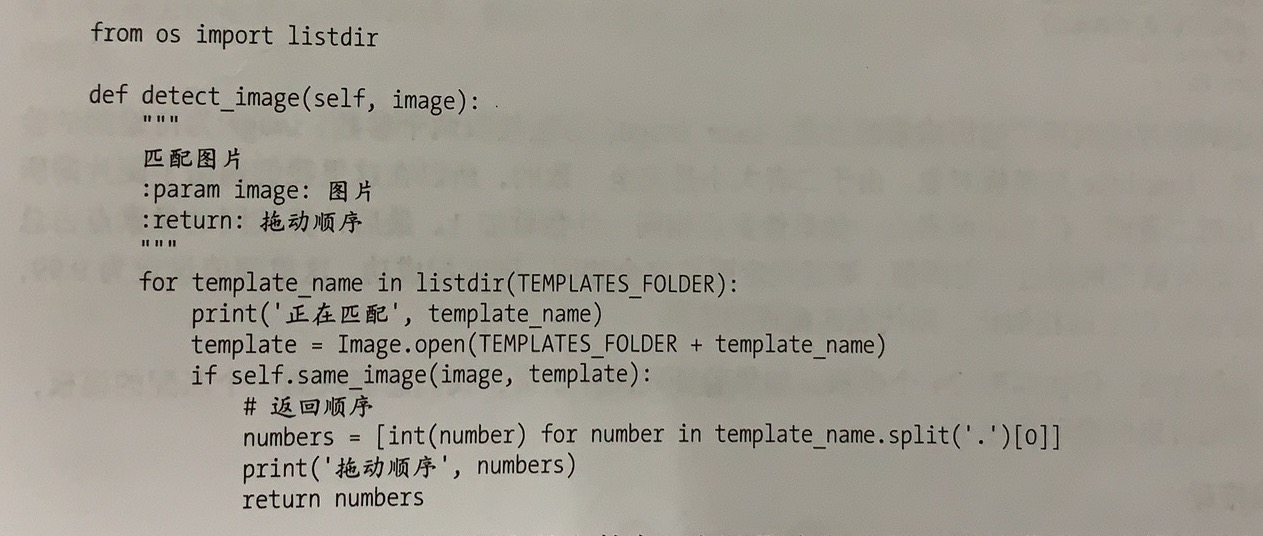 from os import listdir
def detect_image(self, image):
    """
    匹配图片
    :param image: 图片
    :return: 拖动顺序
    """
    for template_name in listdir(TEMPLATES_FOLDER):
        print('正在匹配', template_name)
        template = Image.open(TEMPLATES_FOLDER + template_name)
        if self.same_image(image, template):
            # 返回顺序
            numbers = [int(number) for number in template_name.split('.')[0]]
            print('拖动顺序', numbers)
            return numbers